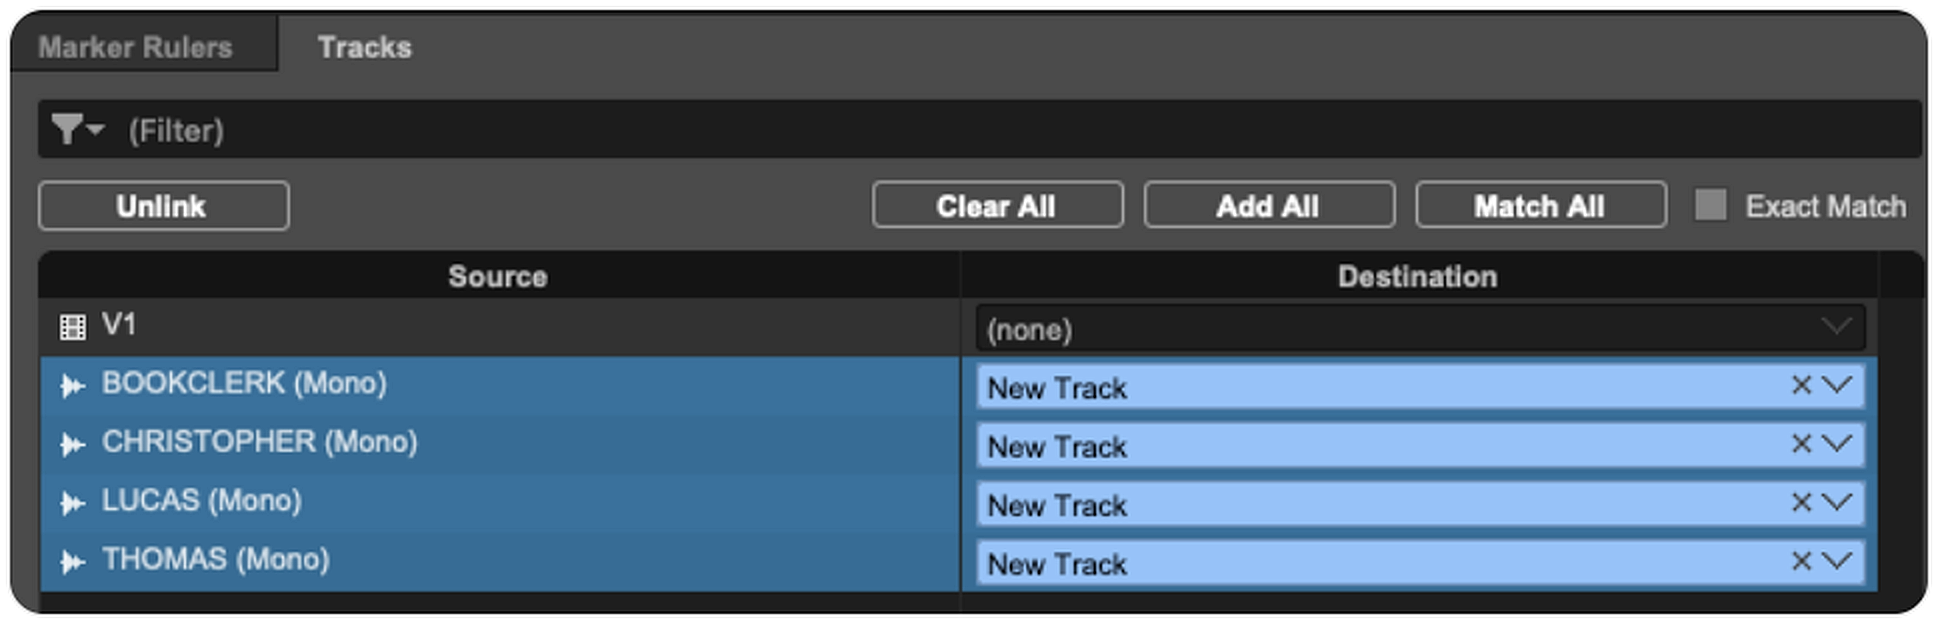 Marker Rulers Tracks
(Filter)
Unlink Clear All Add All Match All Exact Match
Source Destination
V1 (none)
BOOKCLERK (Mono) New Track
CHRISTOPHER (Mono) New Track
LUCAS (Mono) New Track
THOMAS (Mono) New Track